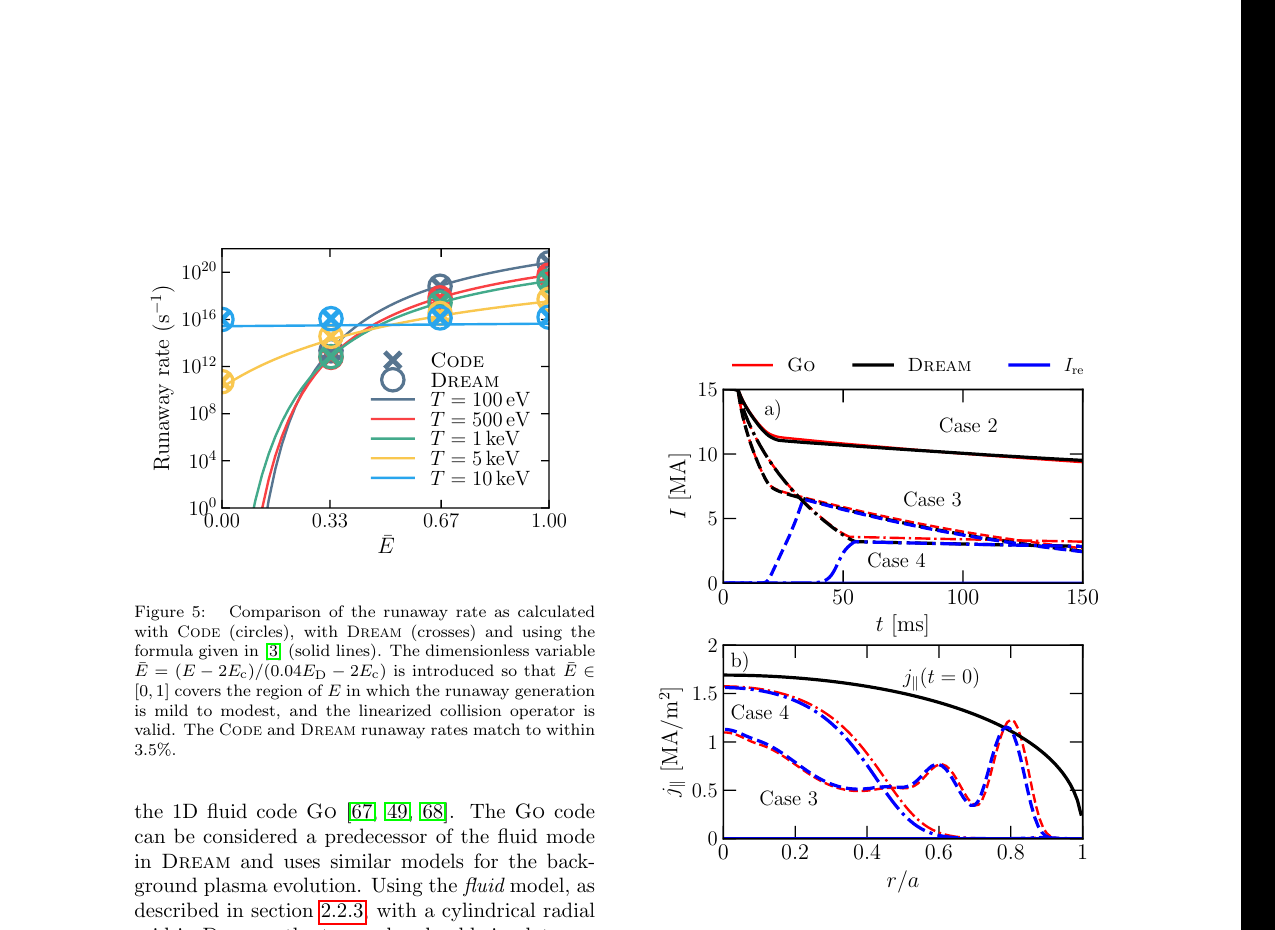 10^20
10^16
10^12
10^8
10^4
10^0
Runaway rate (s^−1)
CODE
DREAM
T = 100 eV
T = 500 eV
T = 1 keV
T = 5 keV
T = 10 keV
0.00 0.33 0.67 1.00
Ē
Figure 5: Comparison of the runaway rate as calculated
with CODE (circles), with DREAM (crosses) and using the
formula given in [3] (solid lines). The dimensionless variable
Ē = (E − 2E_c)/(0.04E_D − 2E_c) is introduced so that Ē ∈
[0, 1] covers the region of E in which the runaway generation
is mild to modest, and the linearized collision operator is
valid. The CODE and DREAM runaway rates match to within
3.5%.
the 1D fluid code GO [67, 49, 68]. The GO code
can be considered a predecessor of the fluid mode
in DREAM and uses similar models for the back-
ground plasma evolution. Using the fluid model, as
described in section 2.2.3, with a cylindrical radial
GO DREAM I_re
15
10
5
0
I [MA]
a)
Case 2
Case 3
Case 4
0 50 100 150
t [ms]
2
1.5
1
0.5
0
j_∥ [MA/m^2]
b)
j_∥(t = 0)
Case 4
Case 3
0 0.2 0.4 0.6 0.8 1
r/a